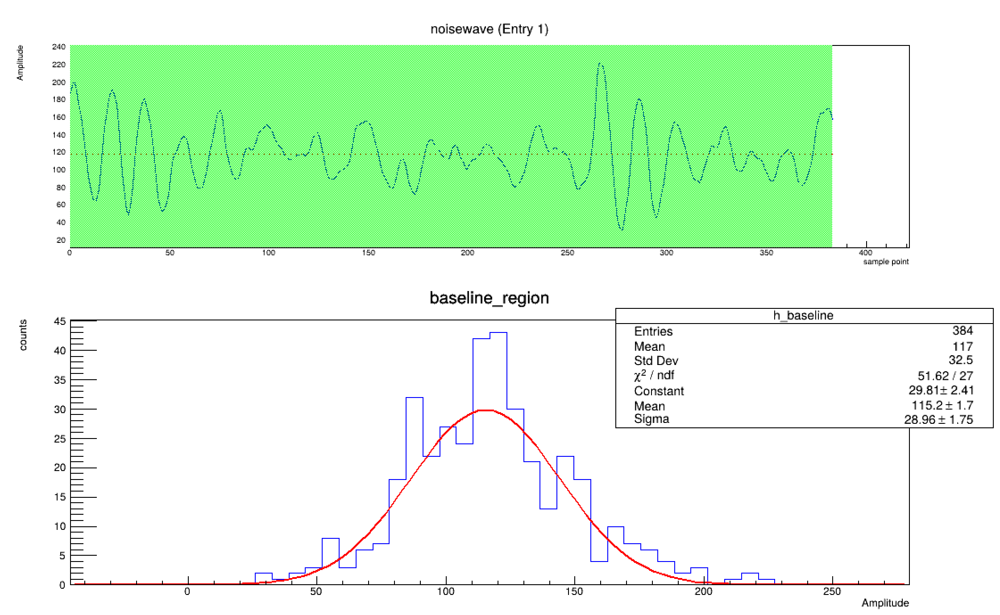 noisewave (Entry 1)
Amplitude
240
220
200
180
160
140
120
100
80
60
40
20
0 50 100 150 200 250 300 350 400
sample point
baseline_region
counts
45
40
35
30
25
20
15
10
5
0
0 50 100 150 200 250
Amplitude
h_baseline
Entries 384
Mean 117
Std Dev 32.5
χ² / ndf 51.62 / 27
Constant 29.81± 2.41
Mean 115.2 ± 1.7
Sigma 28.96 ± 1.75